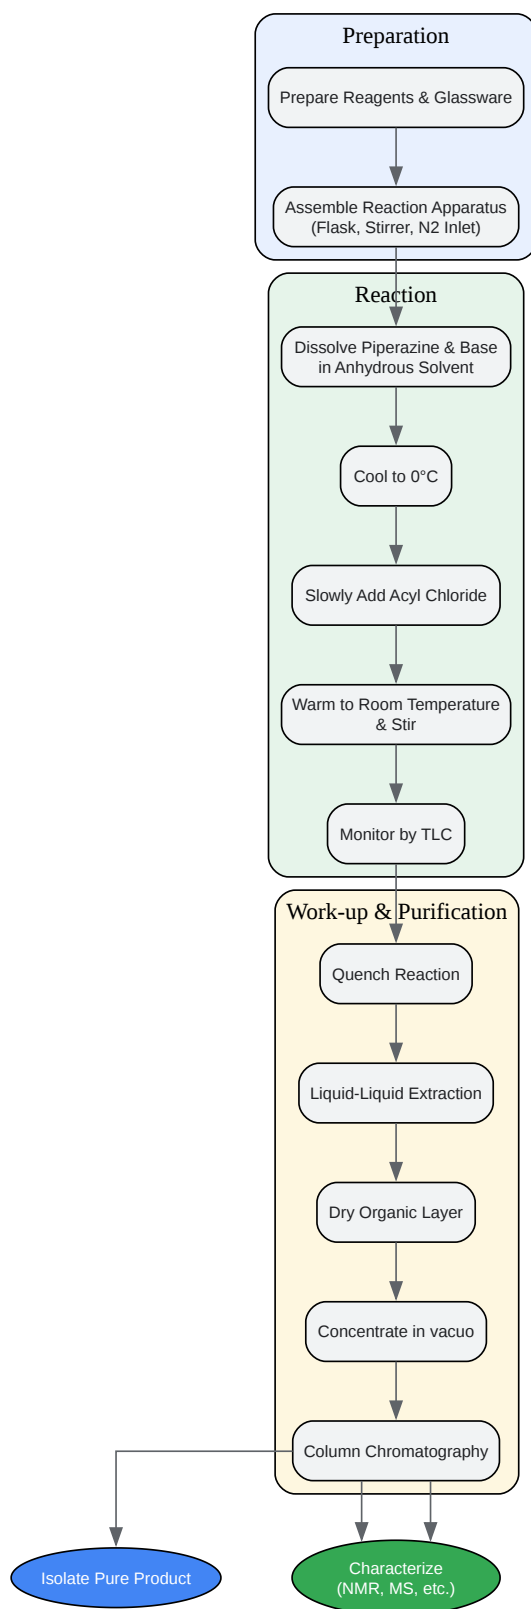 Preparation
Prepare Reagents & Glassware
Assemble Reaction Apparatus
(Flask, Stirrer, N2 Inlet)
Reaction
Dissolve Piperazine & Base
in Anhydrous Solvent
Cool to 0°C
Slowly Add Acyl Chloride
Warm to Room Temperature
& Stir
Monitor by TLC
Work-up & Purification
Quench Reaction
Liquid-Liquid Extraction
Dry Organic Layer
Concentrate in vacuo
Column Chromatography
Isolate Pure Product
Characterize
(NMR, MS, etc.)